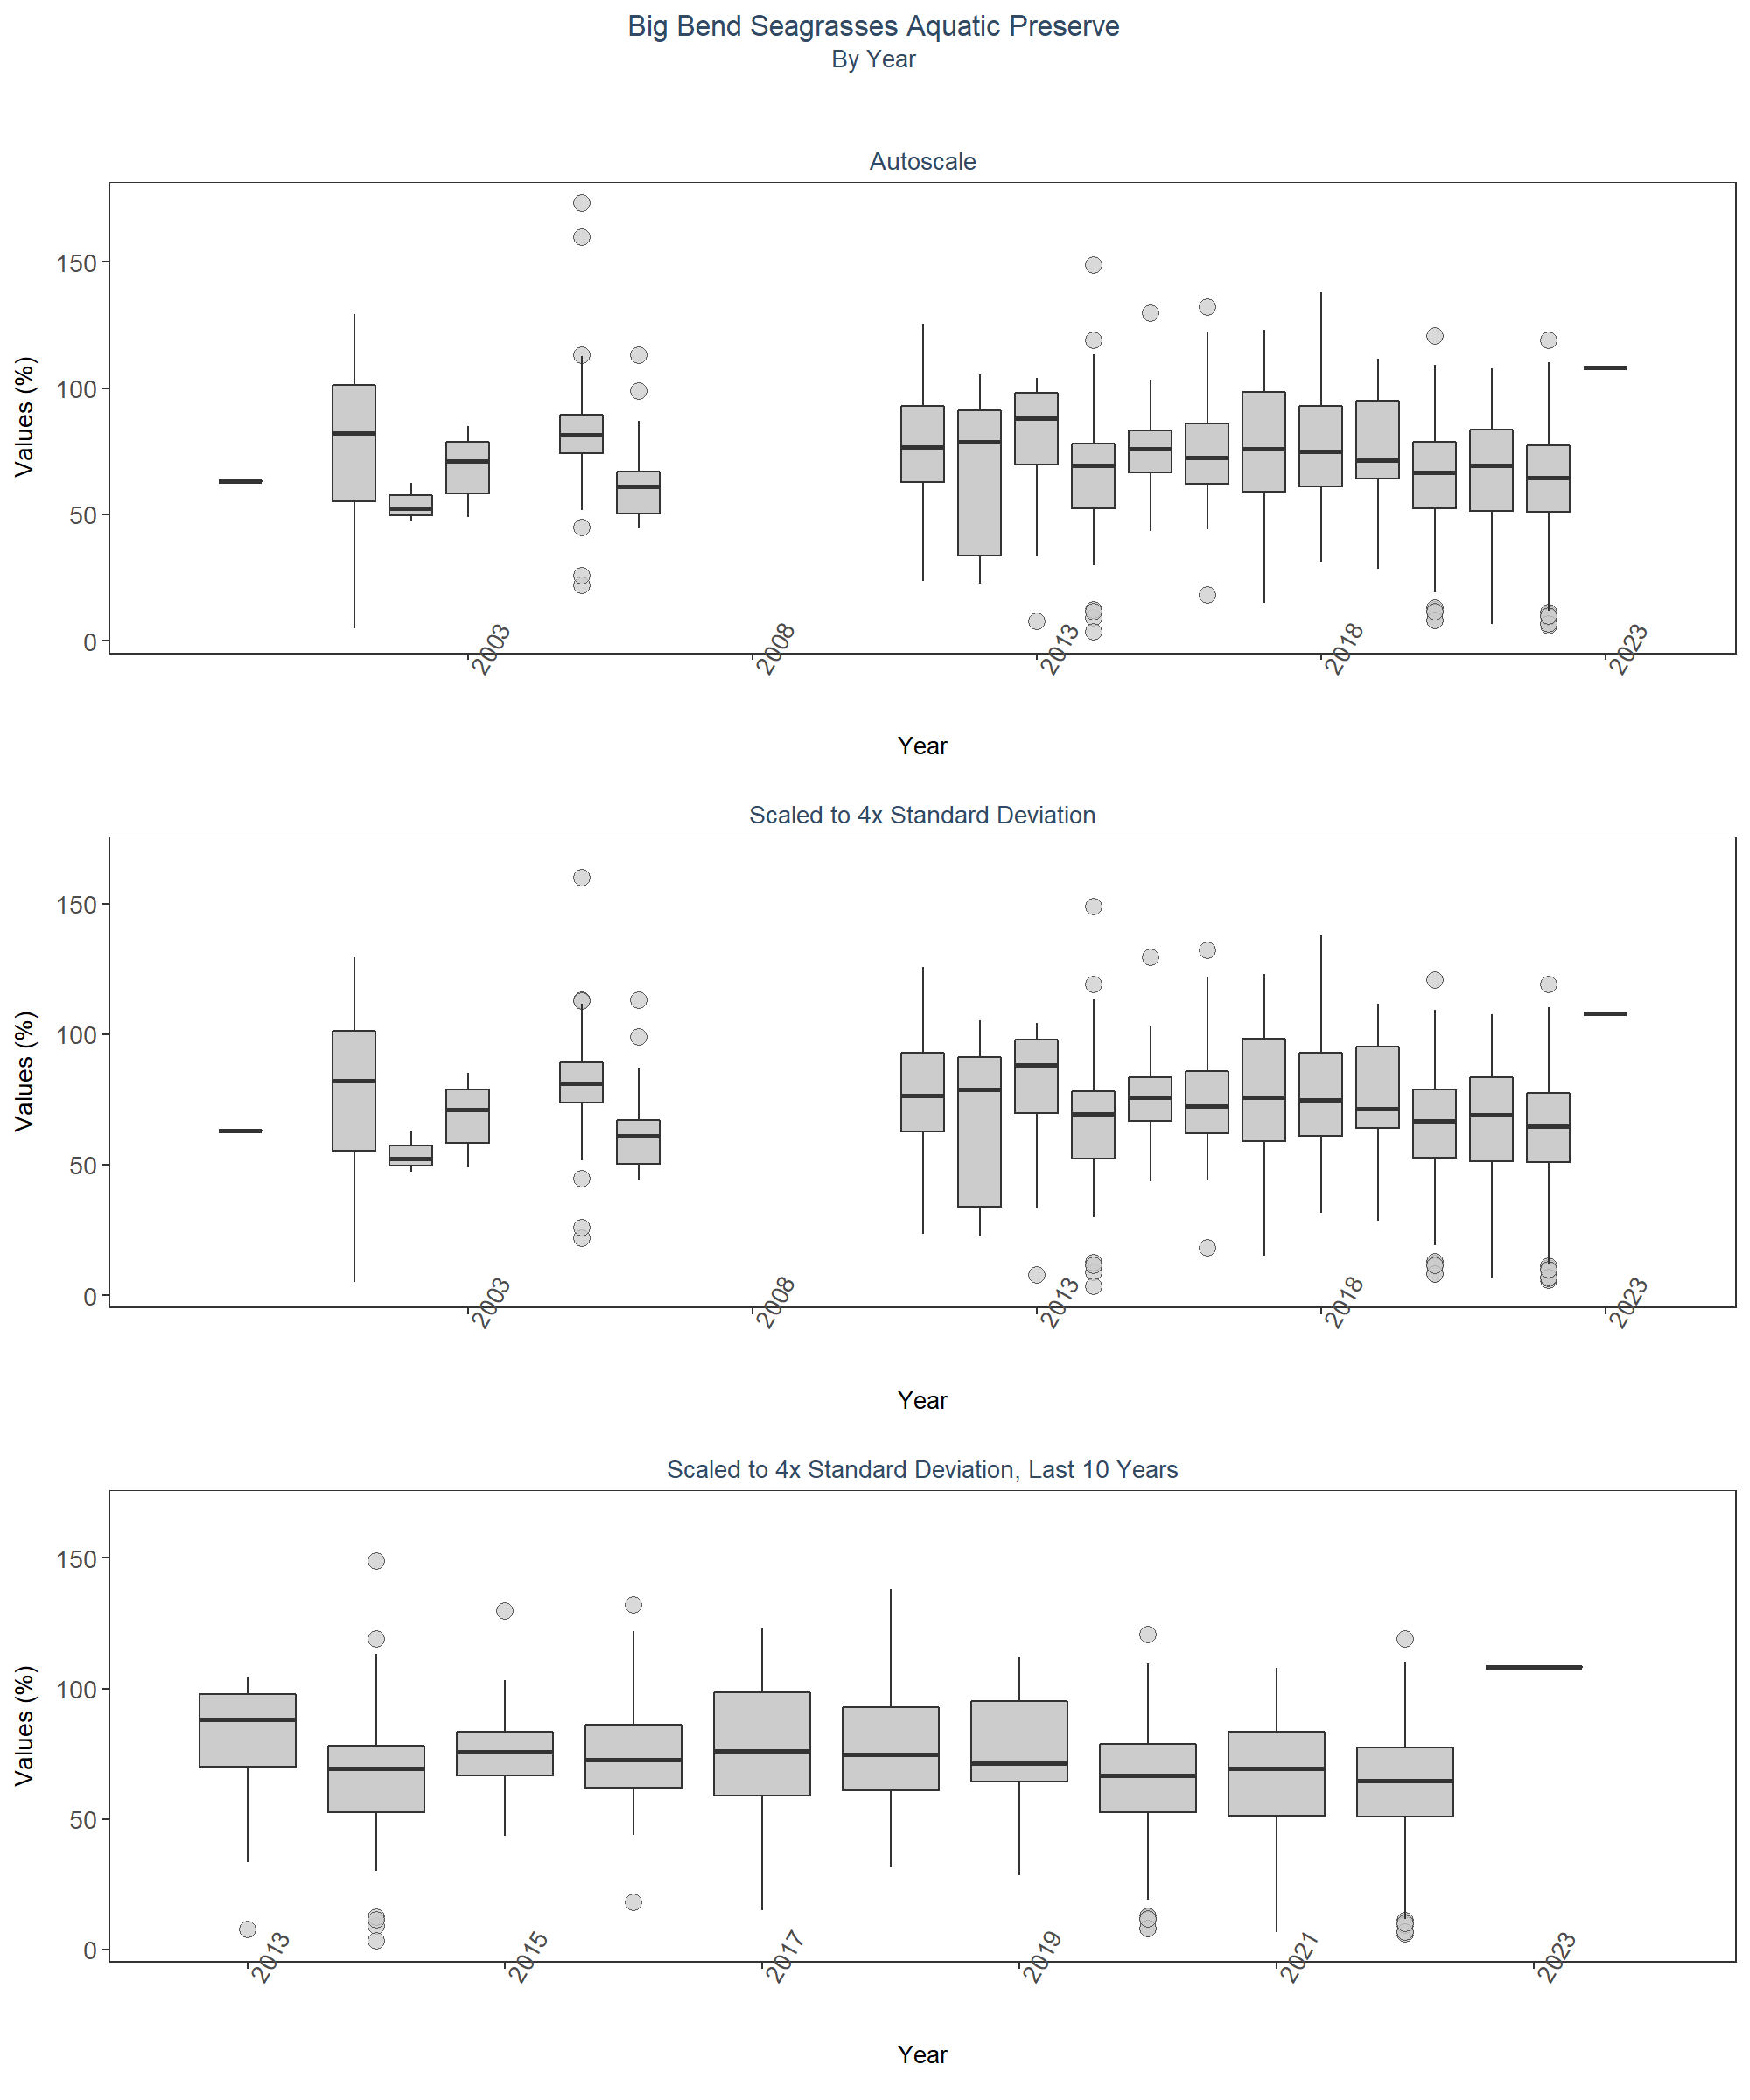 Big Bend Seagrasses Aquatic Preserve
By Year
Autoscale
Values (%)
150
100
50
0
2003
2008
2013
2018
2023
Year
Scaled to 4x Standard Deviation
Values (%)
150
100
50
0
2003
2008
2013
2018
2023
Year
Scaled to 4x Standard Deviation, Last 10 Years
Values (%)
150
100
50
0
2013
2015
2017
2019
2021
2023
Year